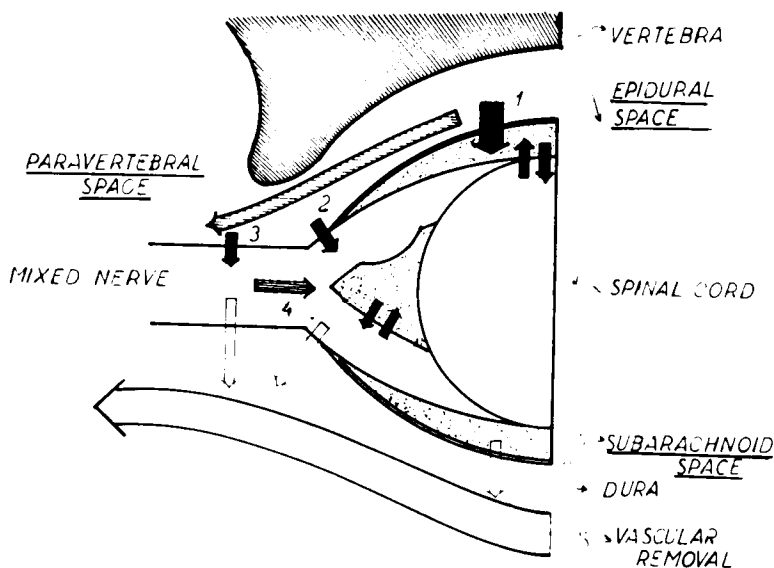 VERTEBRA
EPIDURAL
SPACE
1
PARAVERTEBRAL
SPACE
2
3
MIXED NERVE
4
SPINAL CORD
SUBARACHNOID
SPACE
DURA
VASCULAR
REMOVAL